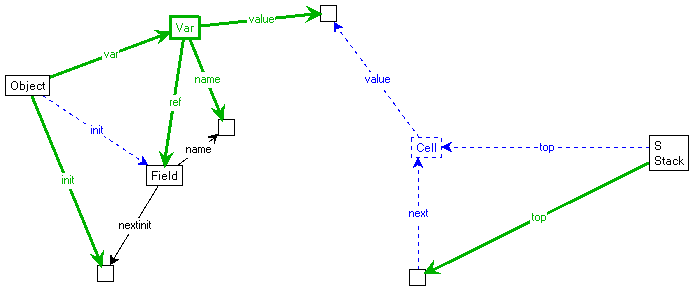 Var
value
var
name
value
Object
ref
init
name
Cell
top
S
Stack
init
Field
nextinit
next
top